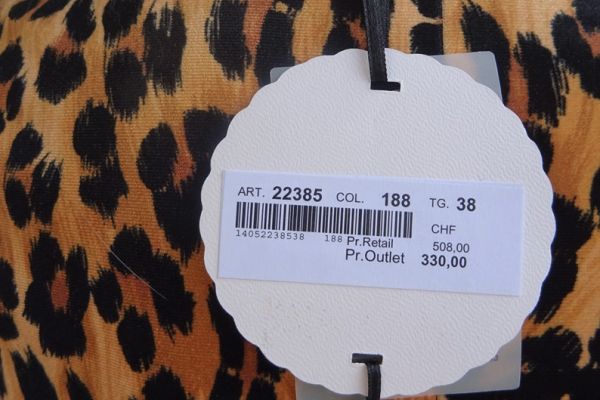 ART. 22385 COL. 188 TG. 38
CHF
14052238538 188 Pr.Retail 508,00
Pr.Outlet 330,00